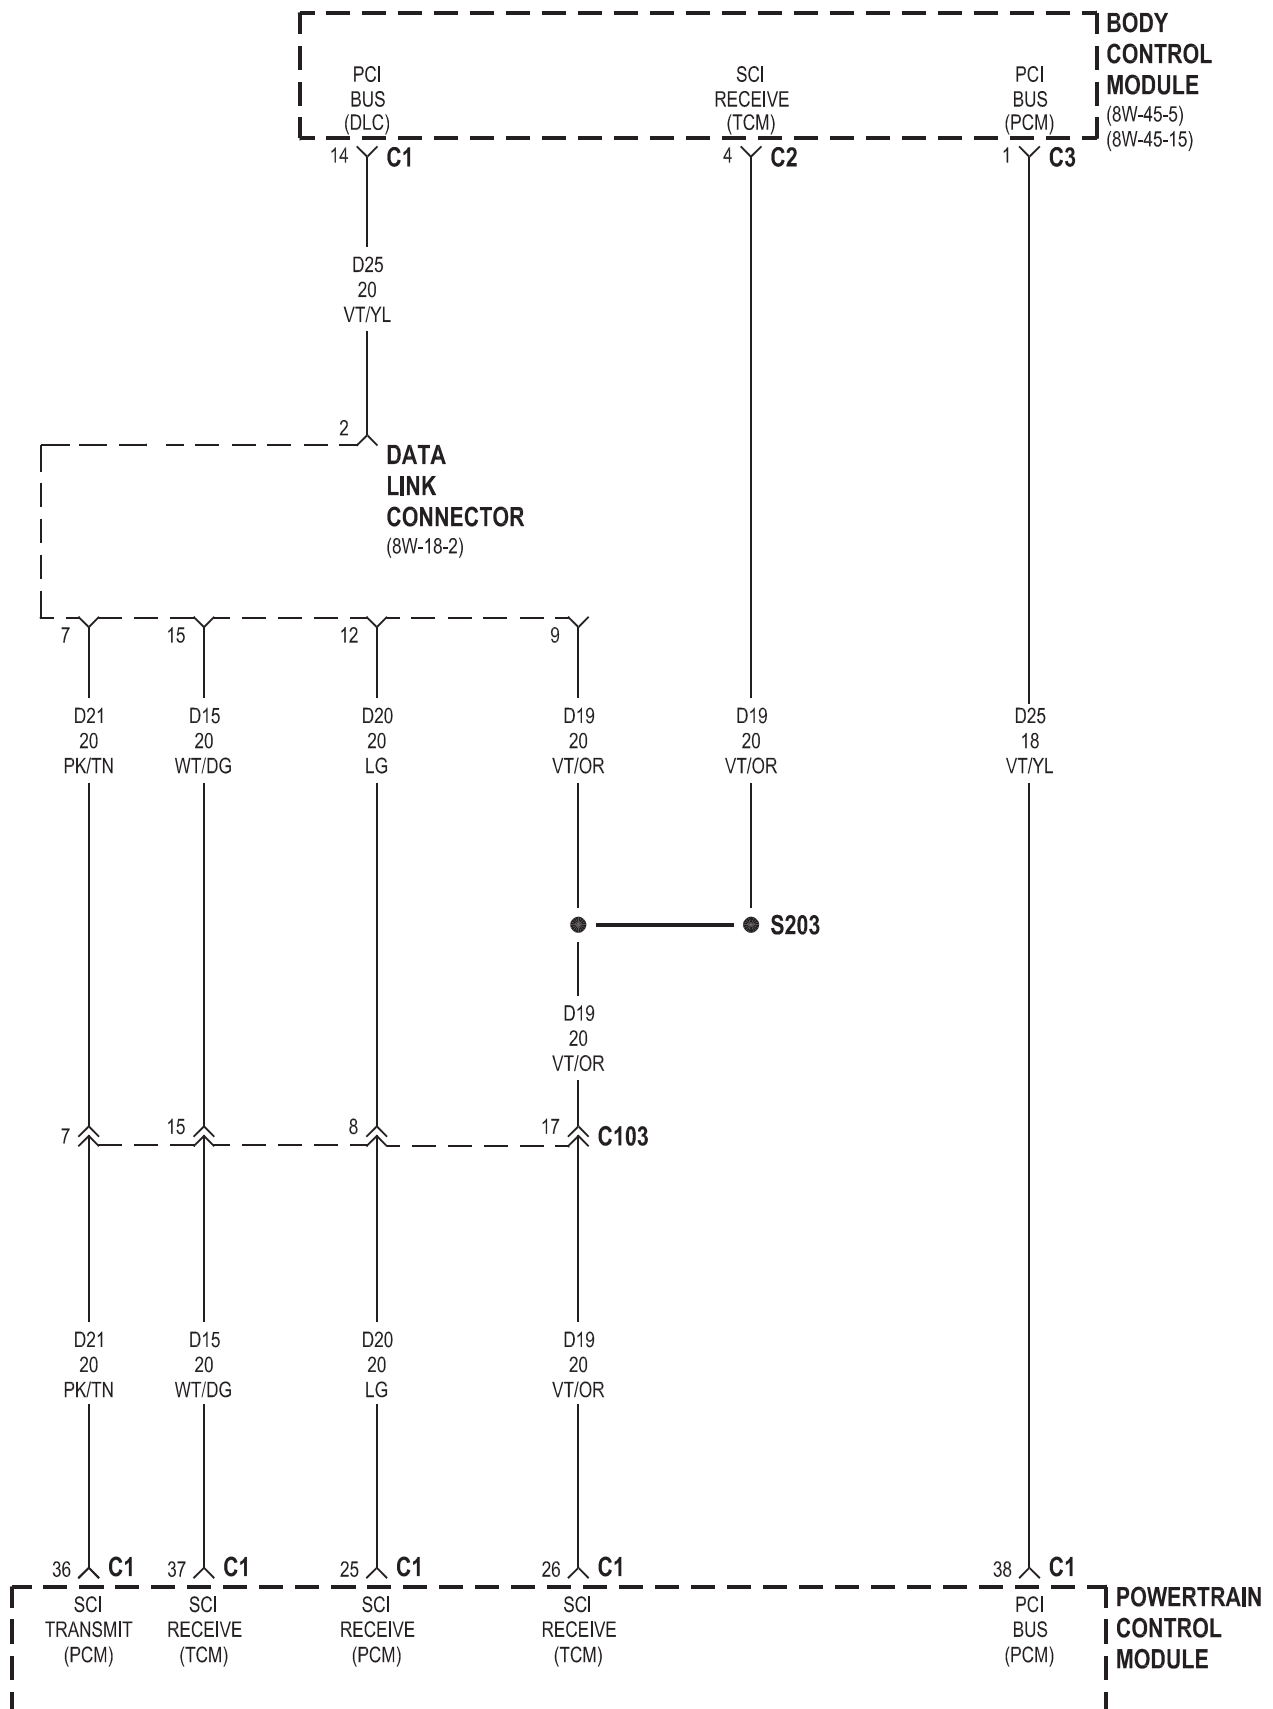 BODY
CONTROL
MODULE
(8W-45-5)
(8W-45-15)
PCI
BUS
(DLC)
SCI
RECEIVE
(TCM)
PCI
BUS
(PCM)
14 C1
4 C2
1 C3
D25
20
VT/YL
2
DATA
LINK
CONNECTOR
(8W-18-2)
7 15 12 9
D21
20
PK/TN
D15
20
WT/DG
D20
20
LG
D19
20
VT/OR
D19
20
VT/OR
D25
18
VT/YL
S203
D19
20
VT/OR
7 15 8 17 C103
D21
20
PK/TN
D15
20
WT/DG
D20
20
LG
D19
20
VT/OR
36 C1
37 C1
25 C1
26 C1
38 C1
SCI
TRANSMIT
(PCM)
SCI
RECEIVE
(TCM)
SCI
RECEIVE
(PCM)
SCI
RECEIVE
(TCM)
PCI
BUS
(PCM)
POWERTRAIN
CONTROL
MODULE